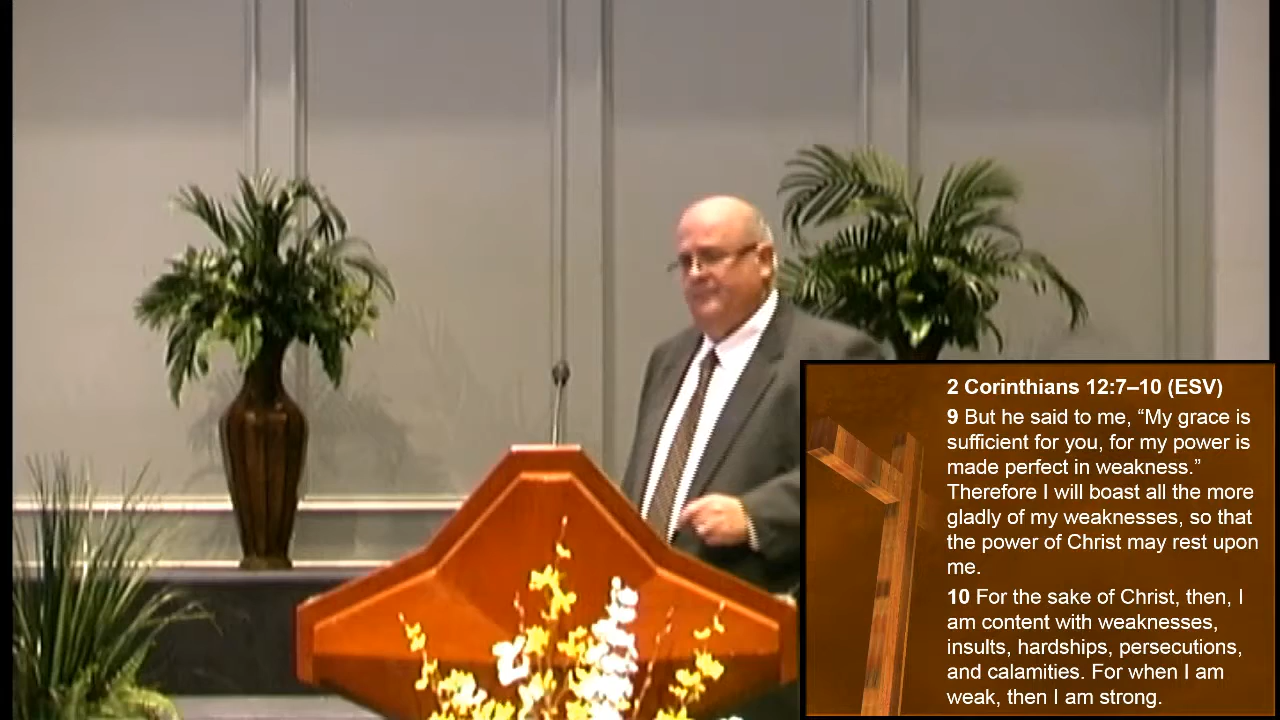 2 Corinthians 12:7–10 (ESV)
9 But he said to me, “My grace is
sufficient for you, for my power is
made perfect in weakness.”
Therefore I will boast all the more
gladly of my weaknesses, so that
the power of Christ may rest upon
me.
10 For the sake of Christ, then, I
am content with weaknesses,
insults, hardships, persecutions,
and calamities. For when I am
weak, then I am strong.